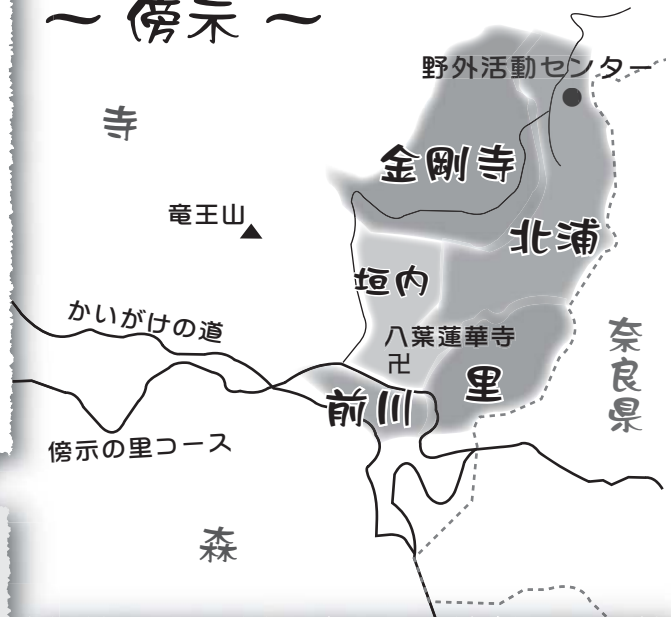 ～ 傍示 ～
野外活動センター
寺
金剛寺
竜王山
北浦
垣内
かいがけの道
八葉蓮華寺
卍
奈良県
里
前川
傍示の里コース
森